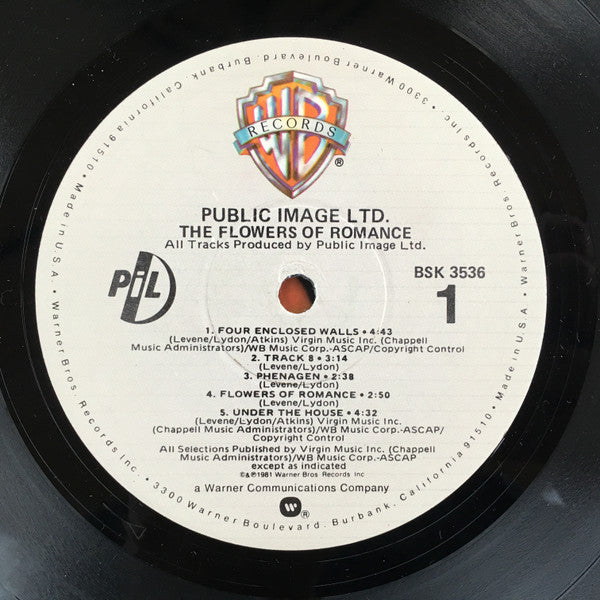 WB
RECORDS
®
PUBLIC IMAGE LTD.
THE FLOWERS OF ROMANCE
All Tracks Produced by Public Image Ltd.
PiL
BSK 3536
1
1. FOUR ENCLOSED WALLS • 4:43
(Levene/Lydon/Atkins) Virgin Music Inc. (Chappell
Music Administrators)/WB Music Corp.-ASCAP/Copyright Control
2. TRACK 8 • 3:14
(Levene/Lydon)
3. PHENAGEN • 2:38
(Levene/Lydon)
4. FLOWERS OF ROMANCE • 2:50
(Levene/Lydon)
5. UNDER THE HOUSE • 4:32
(Levene/Lydon/Atkins) Virgin Music Inc.
(Chappell Music Administrators)/WB Music Corp.-ASCAP/
Copyright Control
All Selections Published by Virgin Music Inc. (Chappell
Music Administrators)/WB Music Corp.-ASCAP
except as indicated
©&℗1981 Warner Bros. Records Inc
a Warner Communications Company
®
Warner Bros. Records Inc. • 3300 Warner Boulevard, Burbank, California 91510 • Made in U.S.A. •
Warner Bros. Records Inc. • 3300 Warner Boulevard, Burbank, California 91510 • Made in U.S.A. •